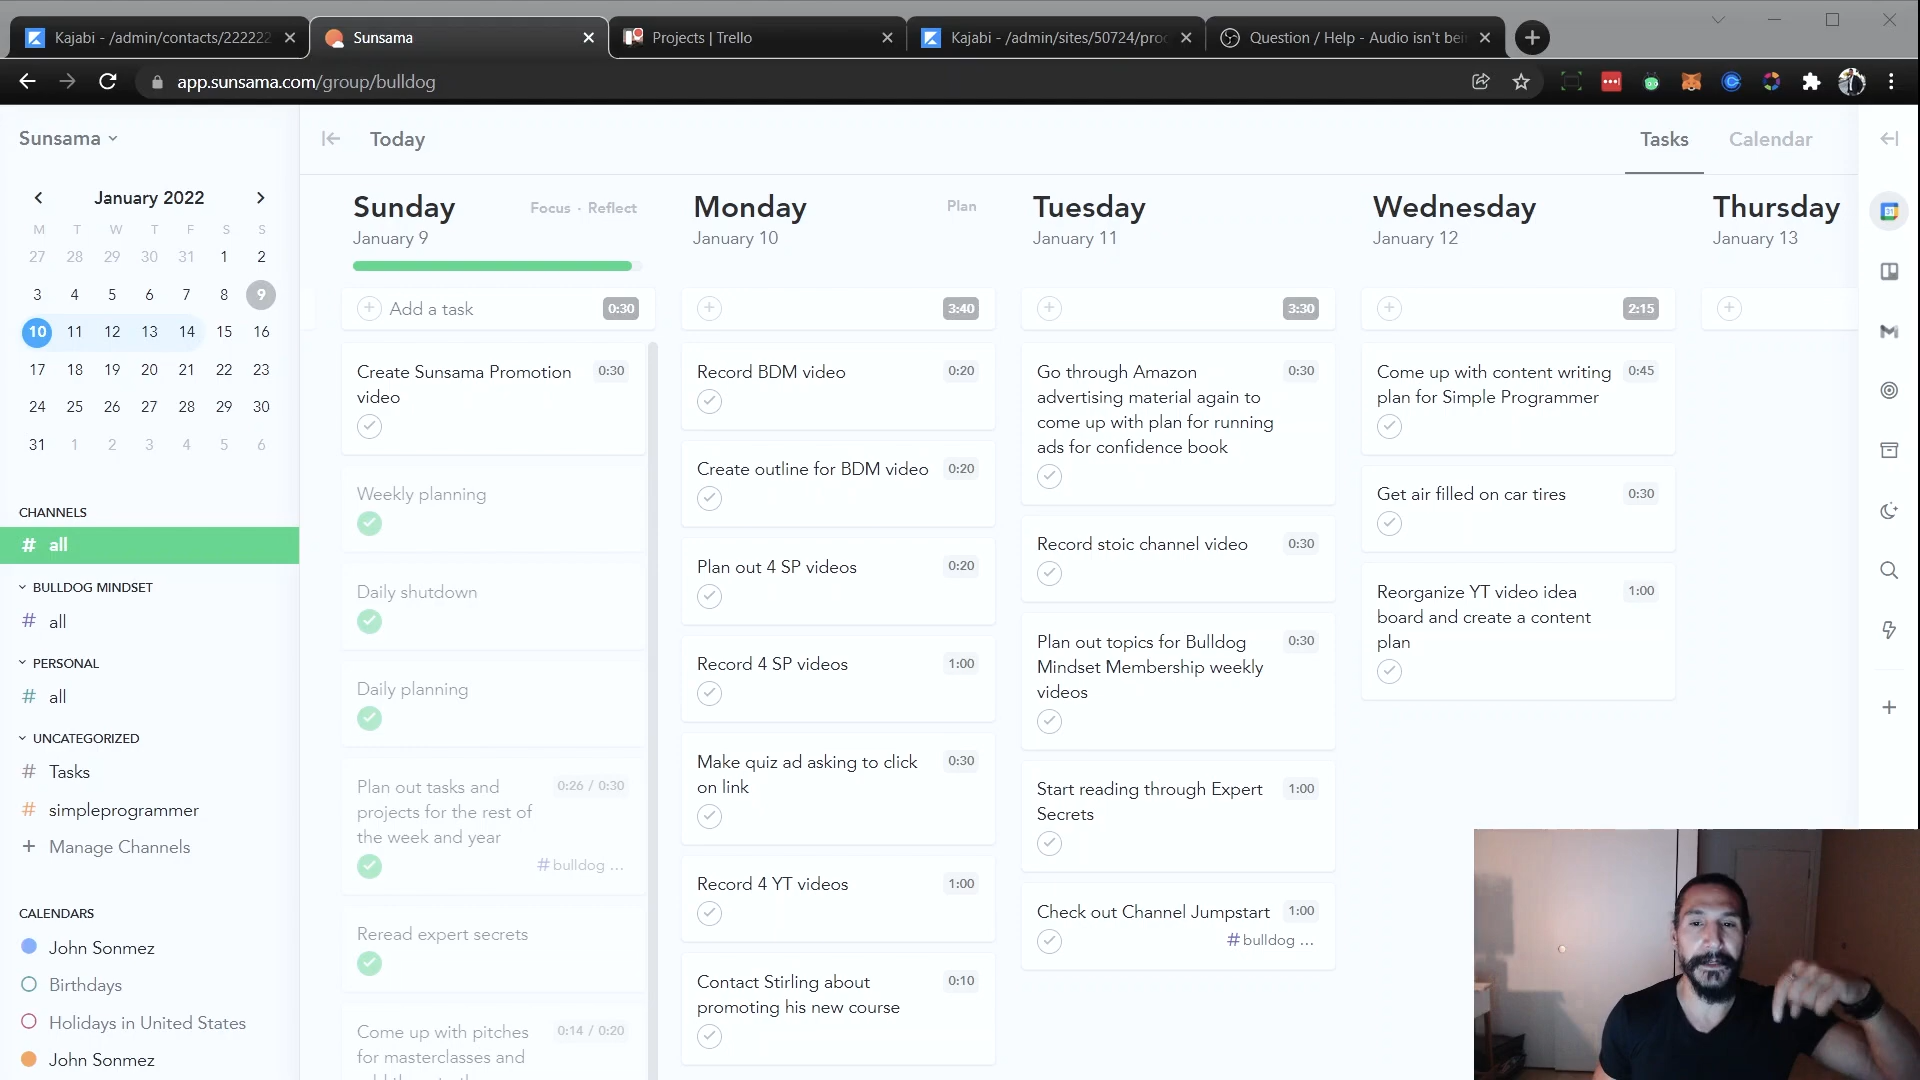 Kajabi - /admin/contacts/222222
Sunsama
Projects | Trello
Kajabi - /admin/sites/50724/pro
Question / Help - Audio isn't bei
app.sunsama.com/group/bulldog
Sunsama
Today
Tasks
Calendar
January 2022
M T W T F S S
27 28 29 30 31 1 2
3 4 5 6 7 8 9
10 11 12 13 14 15 16
17 18 19 20 21 22 23
24 25 26 27 28 29 30
31 1 2 3 4 5 6
CHANNELS
# all
BULLDOG MINDSET
# all
PERSONAL
# all
UNCATEGORIZED
# Tasks
# simpleprogrammer
+ Manage Channels
CALENDARS
John Sonmez
Birthdays
Holidays in United States
John Sonmez
Sunday
Focus · Reflect
January 9
Add a task 0:30
Create Sunsama Promotion 0:30
video
Weekly planning
Daily shutdown
Daily planning
Plan out tasks and 0:26 / 0:30
projects for the rest of
the week and year
# bulldog ...
Reread expert secrets
Come up with pitches 0:14 / 0:20
for masterclasses and
Monday
Plan
January 10
3:40
Record BDM video 0:20
Create outline for BDM video 0:20
Plan out 4 SP videos 0:20
Record 4 SP videos 1:00
Make quiz ad asking to click 0:30
on link
Record 4 YT videos 1:00
Contact Stirling about 0:10
promoting his new course
Tuesday
January 11
3:30
Go through Amazon 0:30
advertising material again to
come up with plan for running
ads for confidence book
Record stoic channel video 0:30
Plan out topics for Bulldog 0:30
Mindset Membership weekly
videos
Start reading through Expert 1:00
Secrets
Check out Channel Jumpstart 1:00
# bulldog ...
Wednesday
January 12
2:15
Come up with content writing 0:45
plan for Simple Programmer
Get air filled on car tires 0:30
Reorganize YT video idea 1:00
board and create a content
plan
Thursday
January 13
31